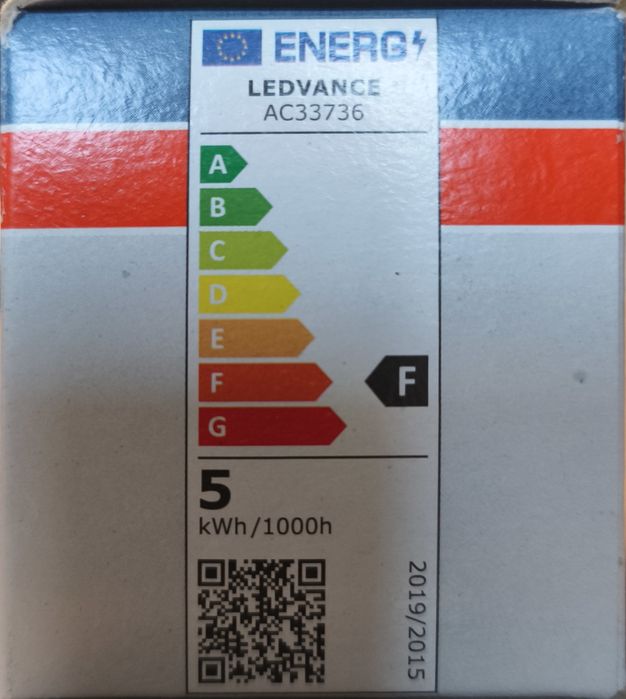 ENERG
LEDVANCE
AC33736
A
B
C
D
E
F
F
G
5
kWh/1000h
2019/2015